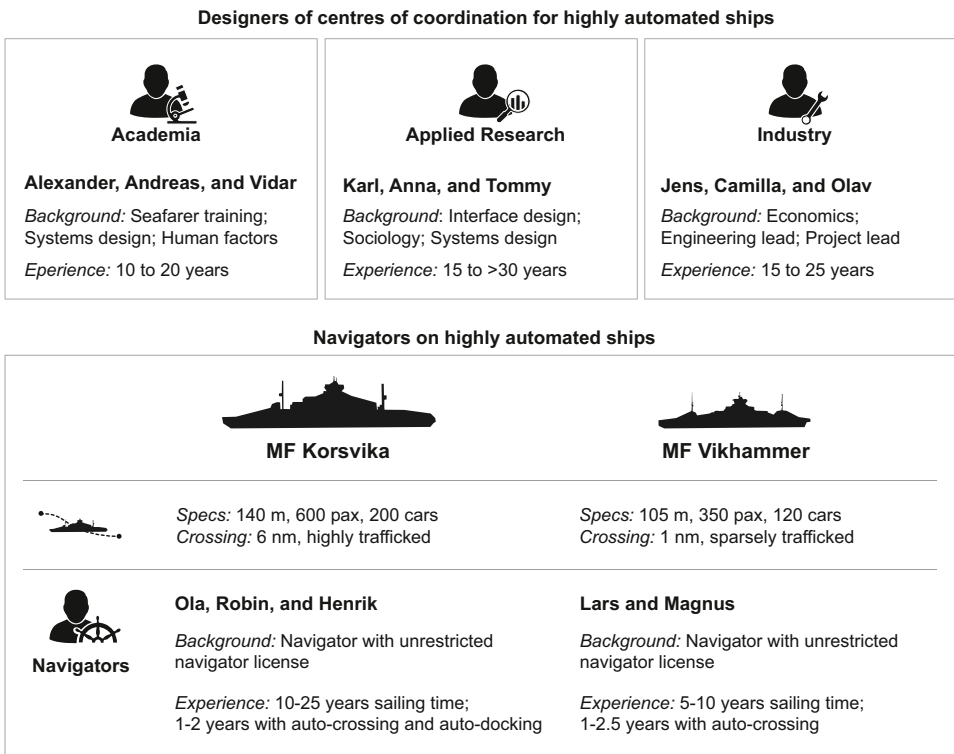 Designers of centres of coordination for highly automated ships
Academia
Alexander, Andreas, and Vidar
Background: Seafarer training;
Systems design; Human factors
Eperience: 10 to 20 years
Applied Research
Karl, Anna, and Tommy
Background: Interface design;
Sociology; Systems design
Experience: 15 to >30 years
Industry
Jens, Camilla, and Olav
Background: Economics;
Engineering lead; Project lead
Experience: 15 to 25 years
Navigators on highly automated ships
MF Korsvika
MF Vikhammer
Specs: 140 m, 600 pax, 200 cars
Crossing: 6 nm, highly trafficked
Specs: 105 m, 350 pax, 120 cars
Crossing: 1 nm, sparsely trafficked
Navigators
Ola, Robin, and Henrik
Background: Navigator with unrestricted
navigator license
Experience: 10-25 years sailing time;
1-2 years with auto-crossing and auto-docking
Lars and Magnus
Background: Navigator with unrestricted
navigator license
Experience: 5-10 years sailing time;
1-2.5 years with auto-crossing